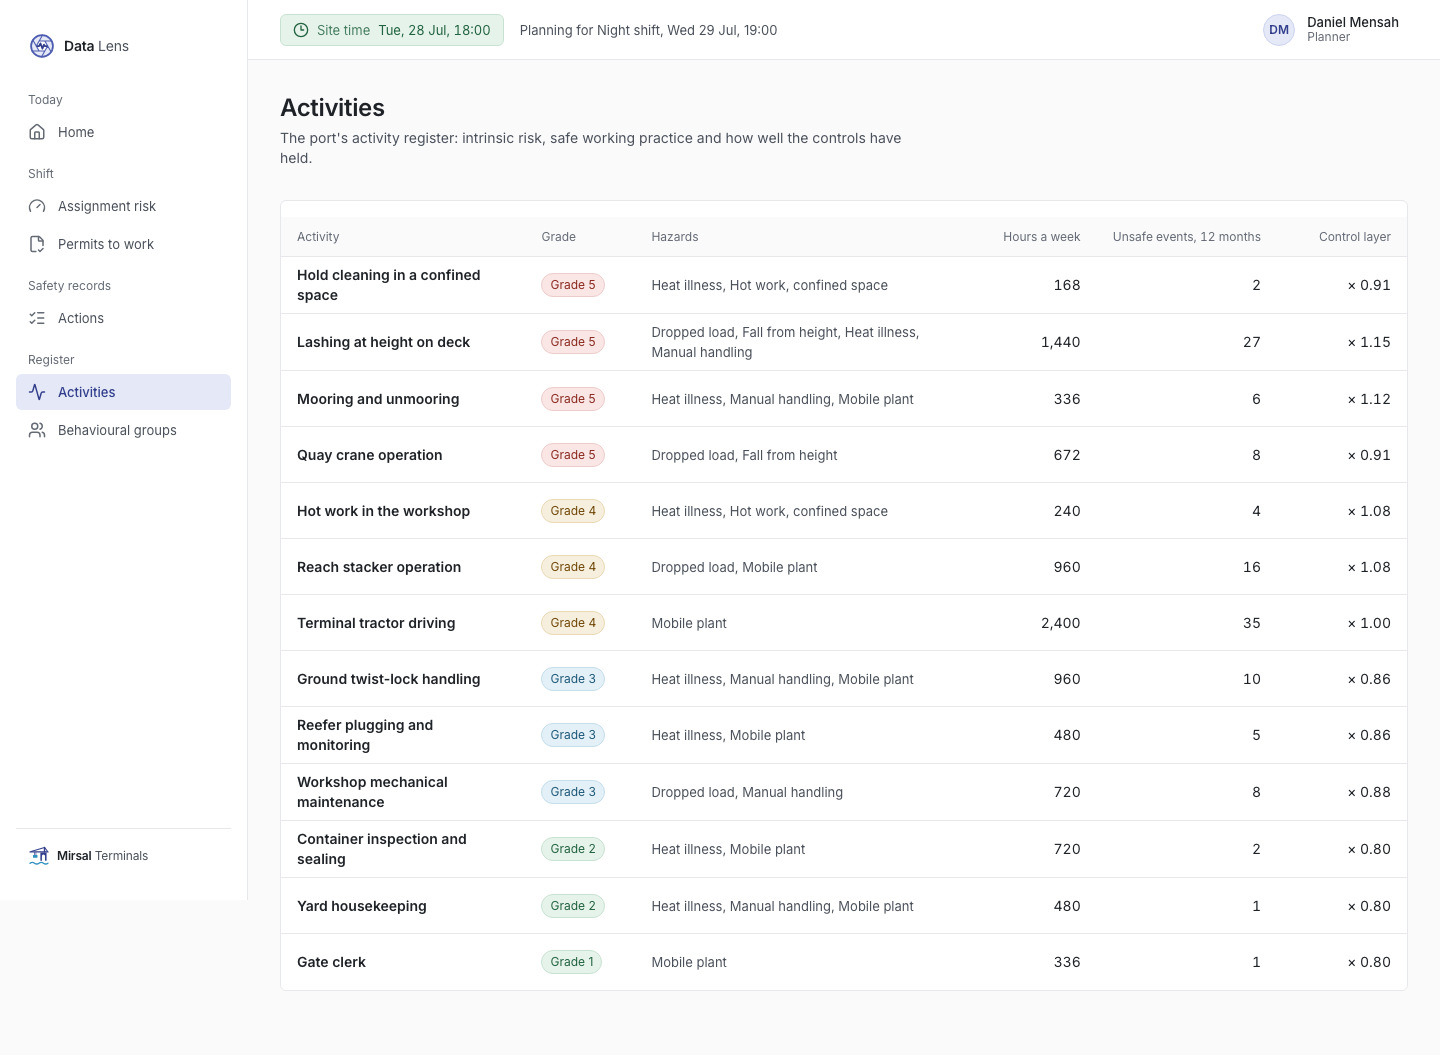 Data Lens
Today
Home
Shift
Assignment risk
Permits to work
Safety records
Actions
Register
Activities
Behavioural groups
Mirsal Terminals
Site time Tue, 28 Jul, 18:00
Planning for Night shift, Wed 29 Jul, 19:00
DM
Daniel Mensah
Planner
Activities
The port's activity register: intrinsic risk, safe working practice and how well the controls have
held.
Activity Grade Hazards Hours a week Unsafe events, 12 months Control layer
Hold cleaning in a confined
space
Grade 5 Heat illness, Hot work, confined space 168 2 × 0.91
Lashing at height on deck Grade 5
Dropped load, Fall from height, Heat illness,
Manual handling
1,440 27 × 1.15
Mooring and unmooring Grade 5 Heat illness, Manual handling, Mobile plant 336 6 × 1.12
Quay crane operation Grade 5 Dropped load, Fall from height 672 8 × 0.91
Hot work in the workshop Grade 4 Heat illness, Hot work, confined space 240 4 × 1.08
Reach stacker operation Grade 4 Dropped load, Mobile plant 960 16 × 1.08
Terminal tractor driving Grade 4 Mobile plant 2,400 35 × 1.00
Ground twist-lock handling Grade 3 Heat illness, Manual handling, Mobile plant 960 10 × 0.86
Reefer plugging and
monitoring
Grade 3 Heat illness, Mobile plant 480 5 × 0.86
Workshop mechanical
maintenance
Grade 3 Dropped load, Manual handling 720 8 × 0.88
Container inspection and
sealing
Grade 2 Heat illness, Mobile plant 720 2 × 0.80
Yard housekeeping Grade 2 Heat illness, Manual handling, Mobile plant 480 1 × 0.80
Gate clerk Grade 1 Mobile plant 336 1 × 0.80